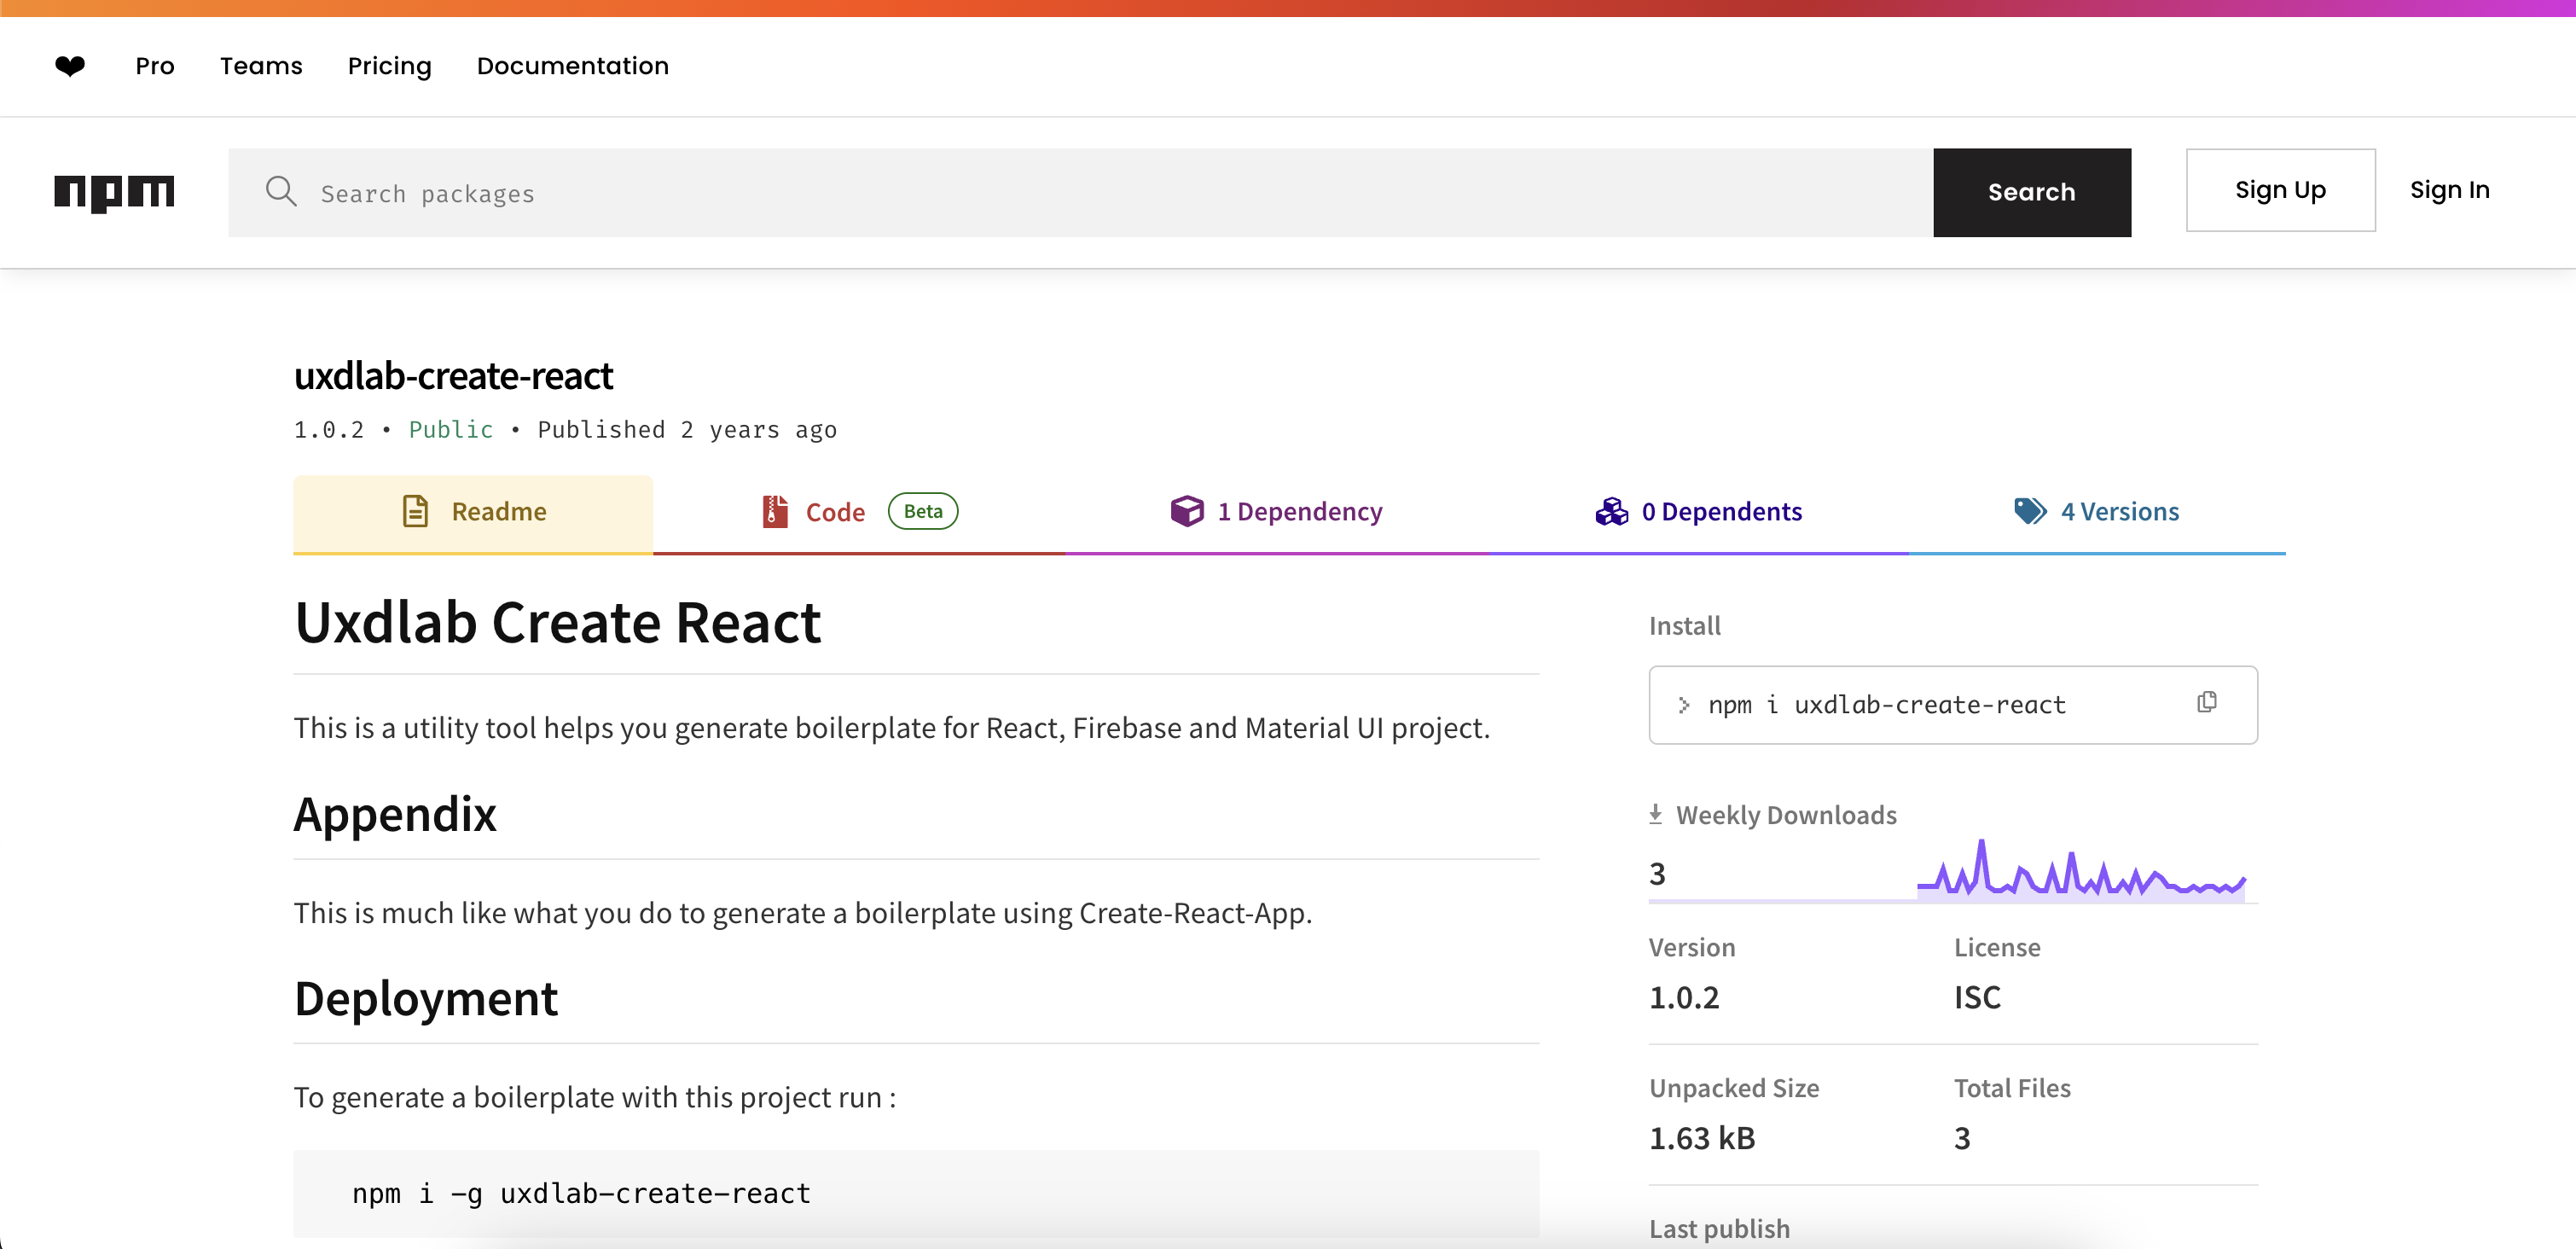 Pro Teams Pricing Documentation
npm
Search packages
Search
Sign Up
Sign In
uxdlab-create-react
1.0.2 • Public • Published 2 years ago
Readme
Code Beta
1 Dependency
0 Dependents
4 Versions
Uxdlab Create React
This is a utility tool helps you generate boilerplate for React, Firebase and Material UI project.
Appendix
This is much like what you do to generate a boilerplate using Create-React-App.
Deployment
To generate a boilerplate with this project run :
npm i -g uxdlab-create-react
Install
> npm i uxdlab-create-react
Weekly Downloads
3
Version
1.0.2
License
ISC
Unpacked Size
1.63 kB
Total Files
3
Last publish